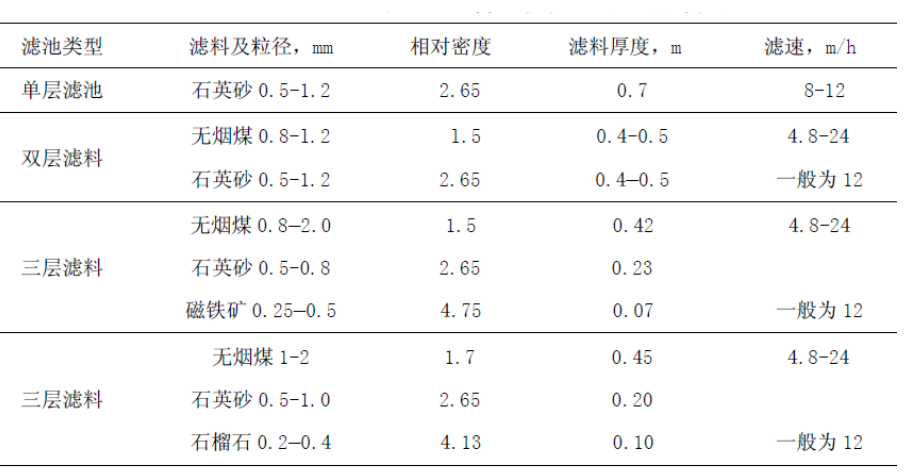 滤池类型 滤料及粒径，mm 相对密度 滤料厚度，m 滤速，m/h
单层滤池 石英砂 0.5-1.2 2.65 0.7 8-12
无烟煤 0.8-1.2 1.5 0.4-0.5 4.8-24
双层滤料
石英砂 0.5-1.2 2.65 0.4—0.5 一般为 12
无烟煤 0.8—2.0 1.5 0.42 4.8-24
三层滤料 石英砂 0.5-0.8 2.65 0.23
磁铁矿 0.25—0.5 4.75 0.07 一般为 12
无烟煤 1-2 1.7 0.45 4.8-24
三层滤料 石英砂 0.5-1.0 2.65 0.20
石榴石 0.2—0.4 4.13 0.10 一般为 12